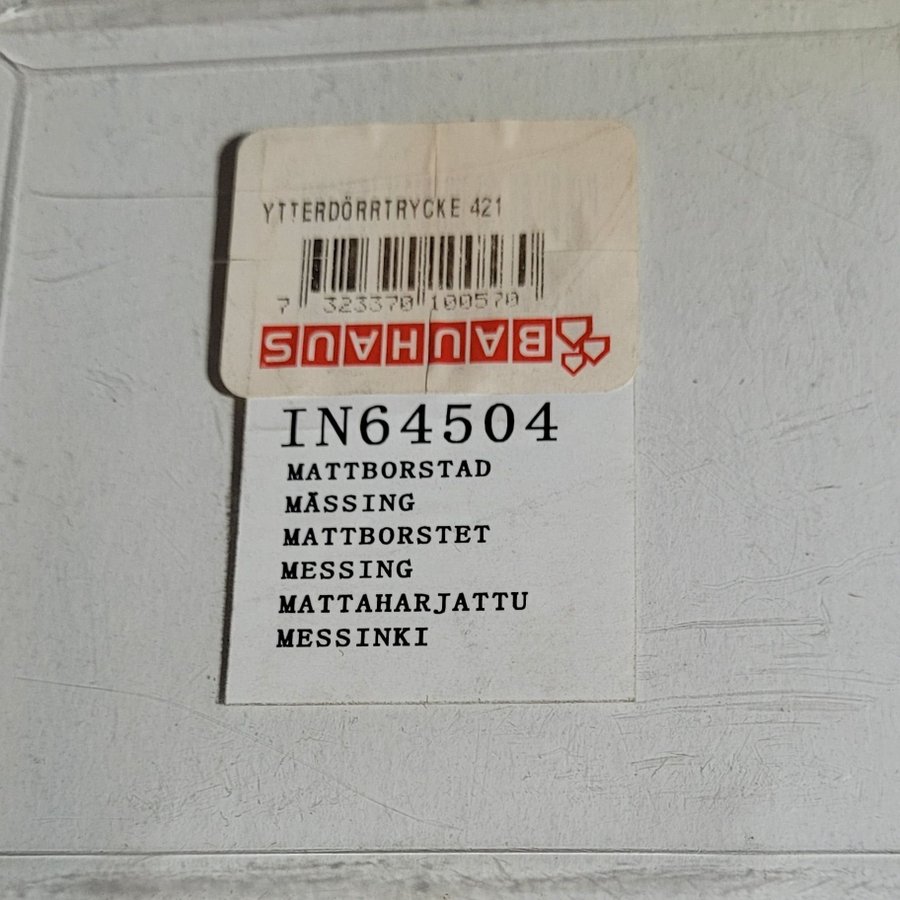 YTTERDÖRRTRYCKE 421
7 323370 100570
BAUHAUS
IN64504
MATTBORSTAD
MÄSSING
MATTBORSTET
MESSING
MATTAHARJATTU
MESSINKI